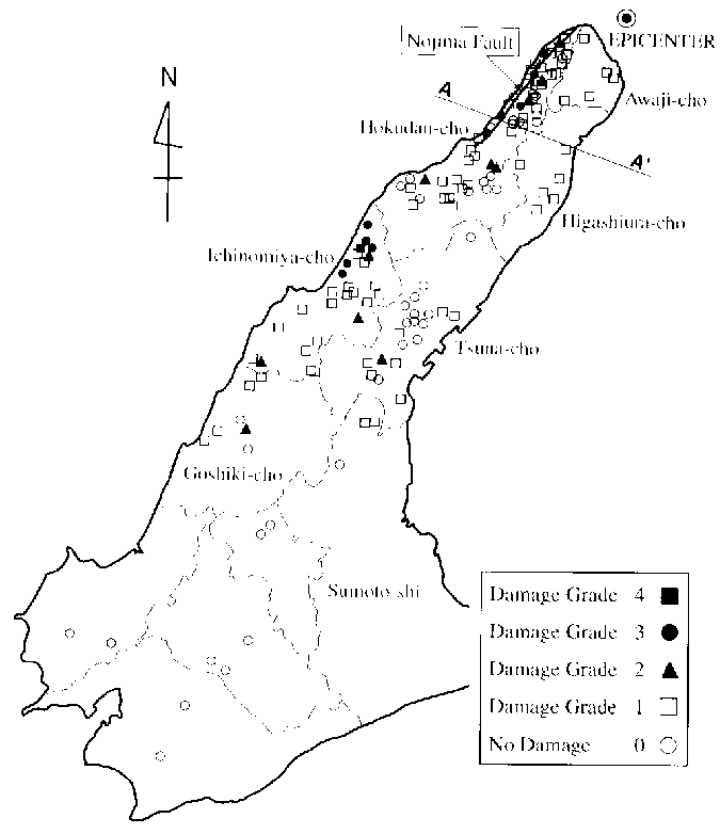 EPICENTER
Nojima Fault
N
A
Awaji-cho
Hokudan-cho
A'
Higashiura-cho
Ichinomiya-cho
Tsuna-cho
Goshiki-cho
Sumoto-shi
Damage Grade 4
Damage Grade 3
Damage Grade 2
Damage Grade 1
No Damage 0